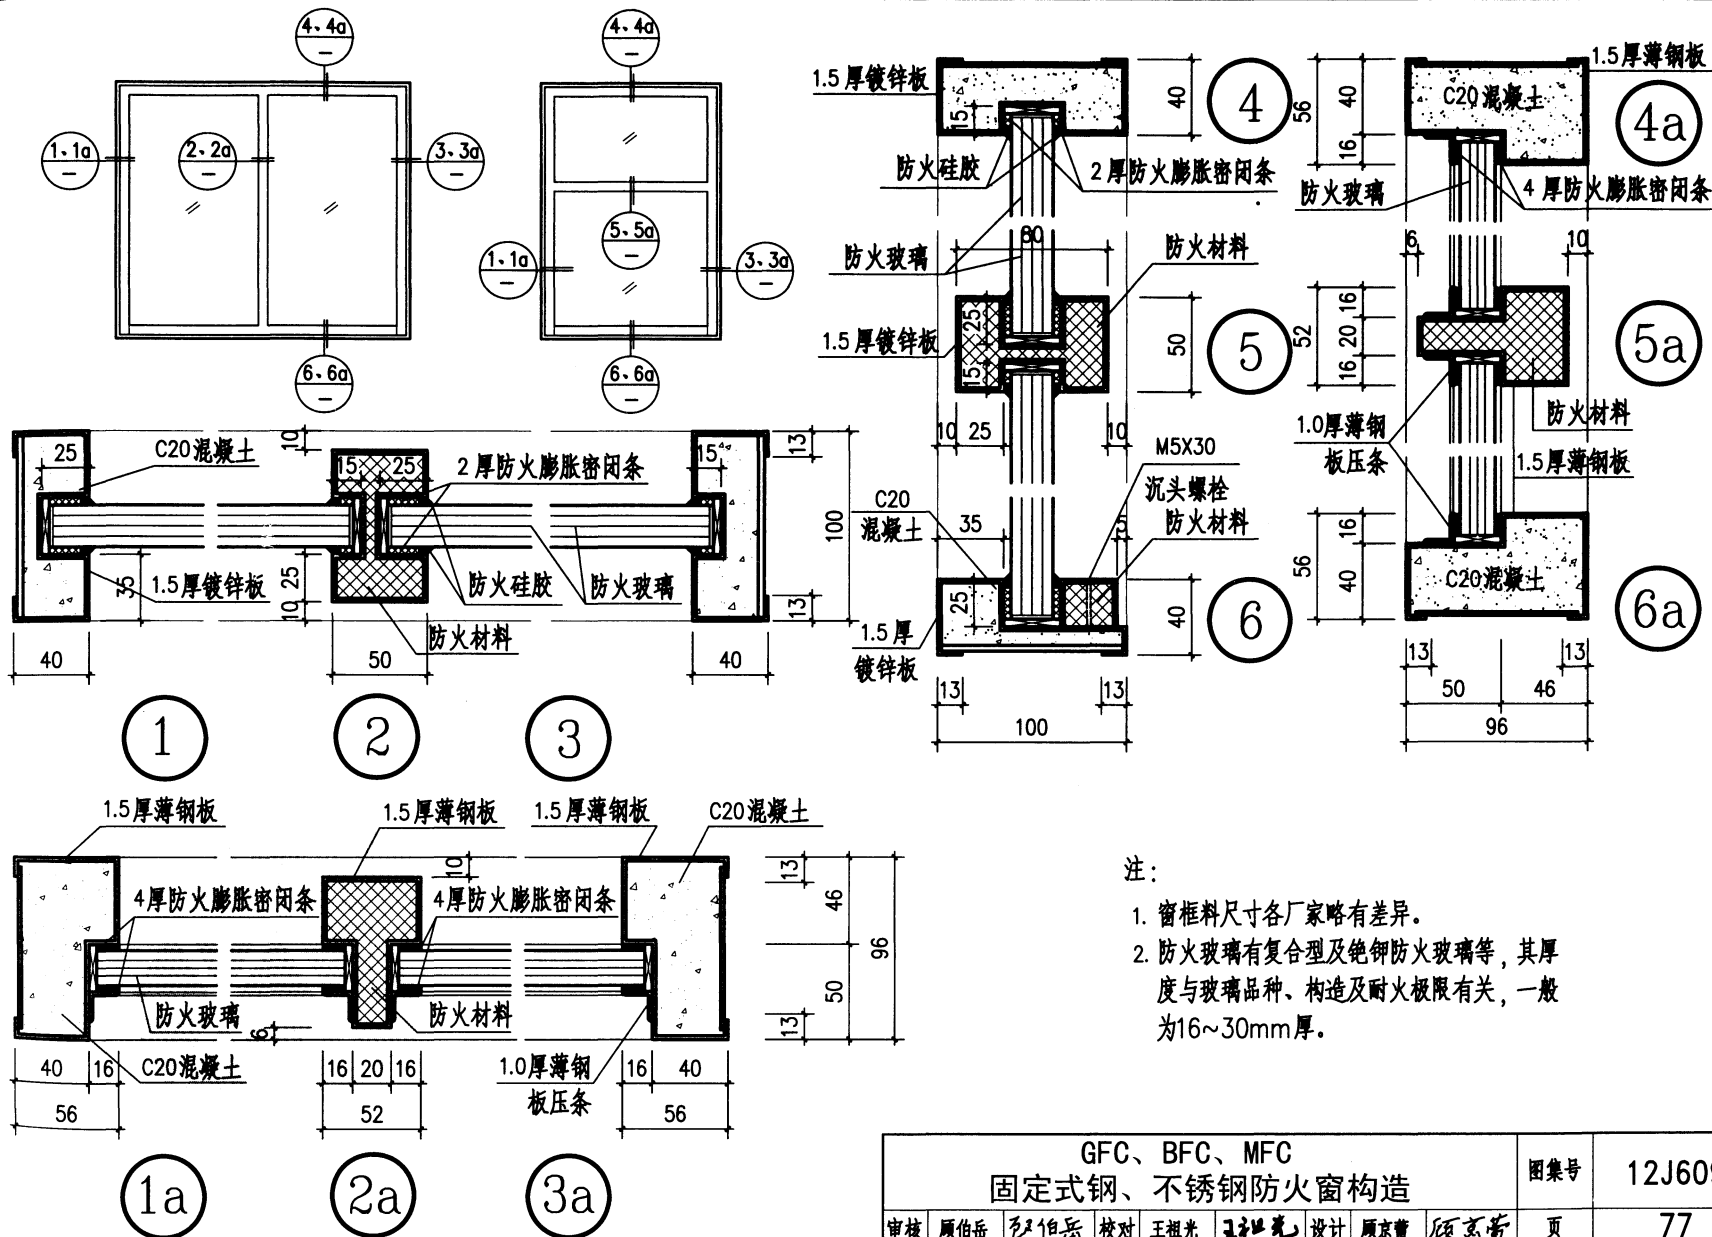 4、4a
—
4、4a
—
1、1a
—
2、2a
—
3、3a
—
5、5a
—
1、1a
—
3、3a
—
6、6a
—
6、6a
—
25
C20混凝土
10
15
25
2厚防火膨胀密闭条
15
13
100
1.5厚镀锌板
35
25
10
防火硅胶
防火玻璃
13
防火材料
40
50
40
1
2
3
1.5厚镀锌板
15
40
4
防火硅胶
2厚防火膨胀密闭条
80
防火玻璃
防火材料
1.5厚镀锌板
25
15
50
5
10
25
10
M5X30
沉头螺栓
C20
混凝土
35
5
防火材料
25
40
6
1.5厚
镀锌板
13
13
100
1.5厚薄钢板
56
40
16
C20混凝土
4a
防火玻璃
4厚防火膨胀密闭条
6
10
52
16
20
16
5a
防火材料
1.0厚薄钢
板压条
1.5厚薄钢板
56
16
40
C20混凝土
6a
13
13
50
46
96
1.5厚薄钢板
1.5厚薄钢板
1.5厚薄钢板
C20混凝土
10
13
4厚防火膨胀密闭条
4厚防火膨胀密闭条
46
96
50
13
防火玻璃
6
防火材料
C20混凝土
1.0厚薄钢
板压条
40
16
56
16
20
16
52
16
40
56
1a
2a
3a
注：
1. 窗框料尺寸各厂家略有差异。
2. 防火玻璃有复合型及铯钾防火玻璃等，其厚
度与玻璃品种、构造及耐火极限有关，一般
为16~30mm厚。
GFC、BFC、MFC
固定式钢、不锈钢防火窗构造
图集号
12J609
审核 顾伯岳 校对 王祖光 设计
页
77